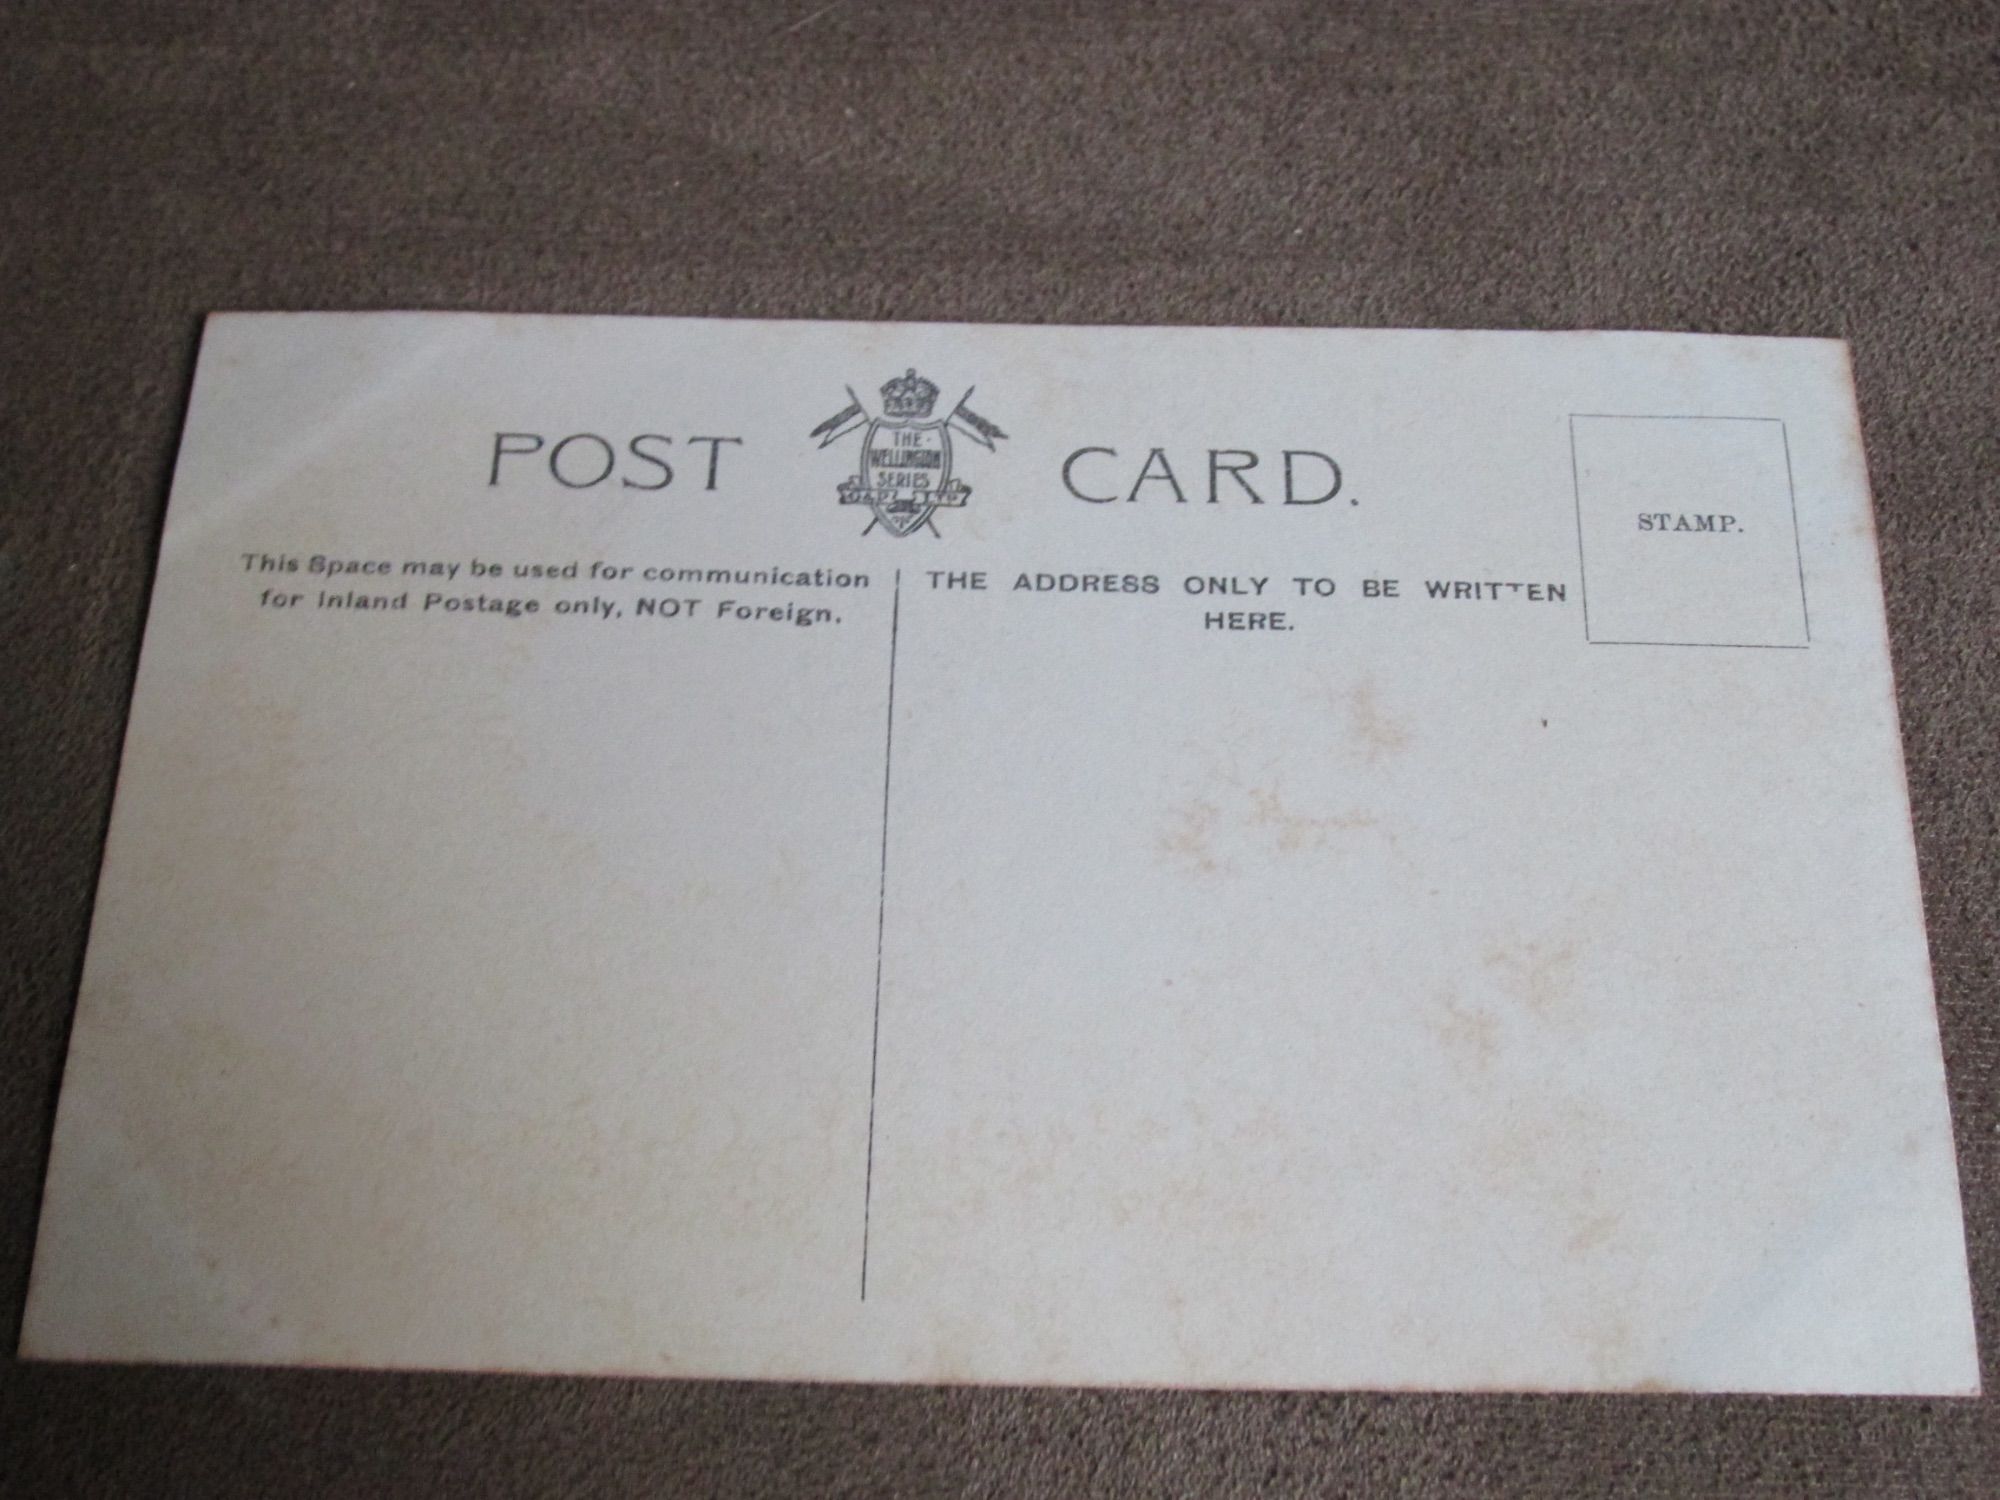 POST CARD.
THE
WELLINGTON
SERIES
STAMP.
This Space may be used for communication
for Inland Postage only, NOT Foreign.
THE ADDRESS ONLY TO BE WRITTEN
HERE.